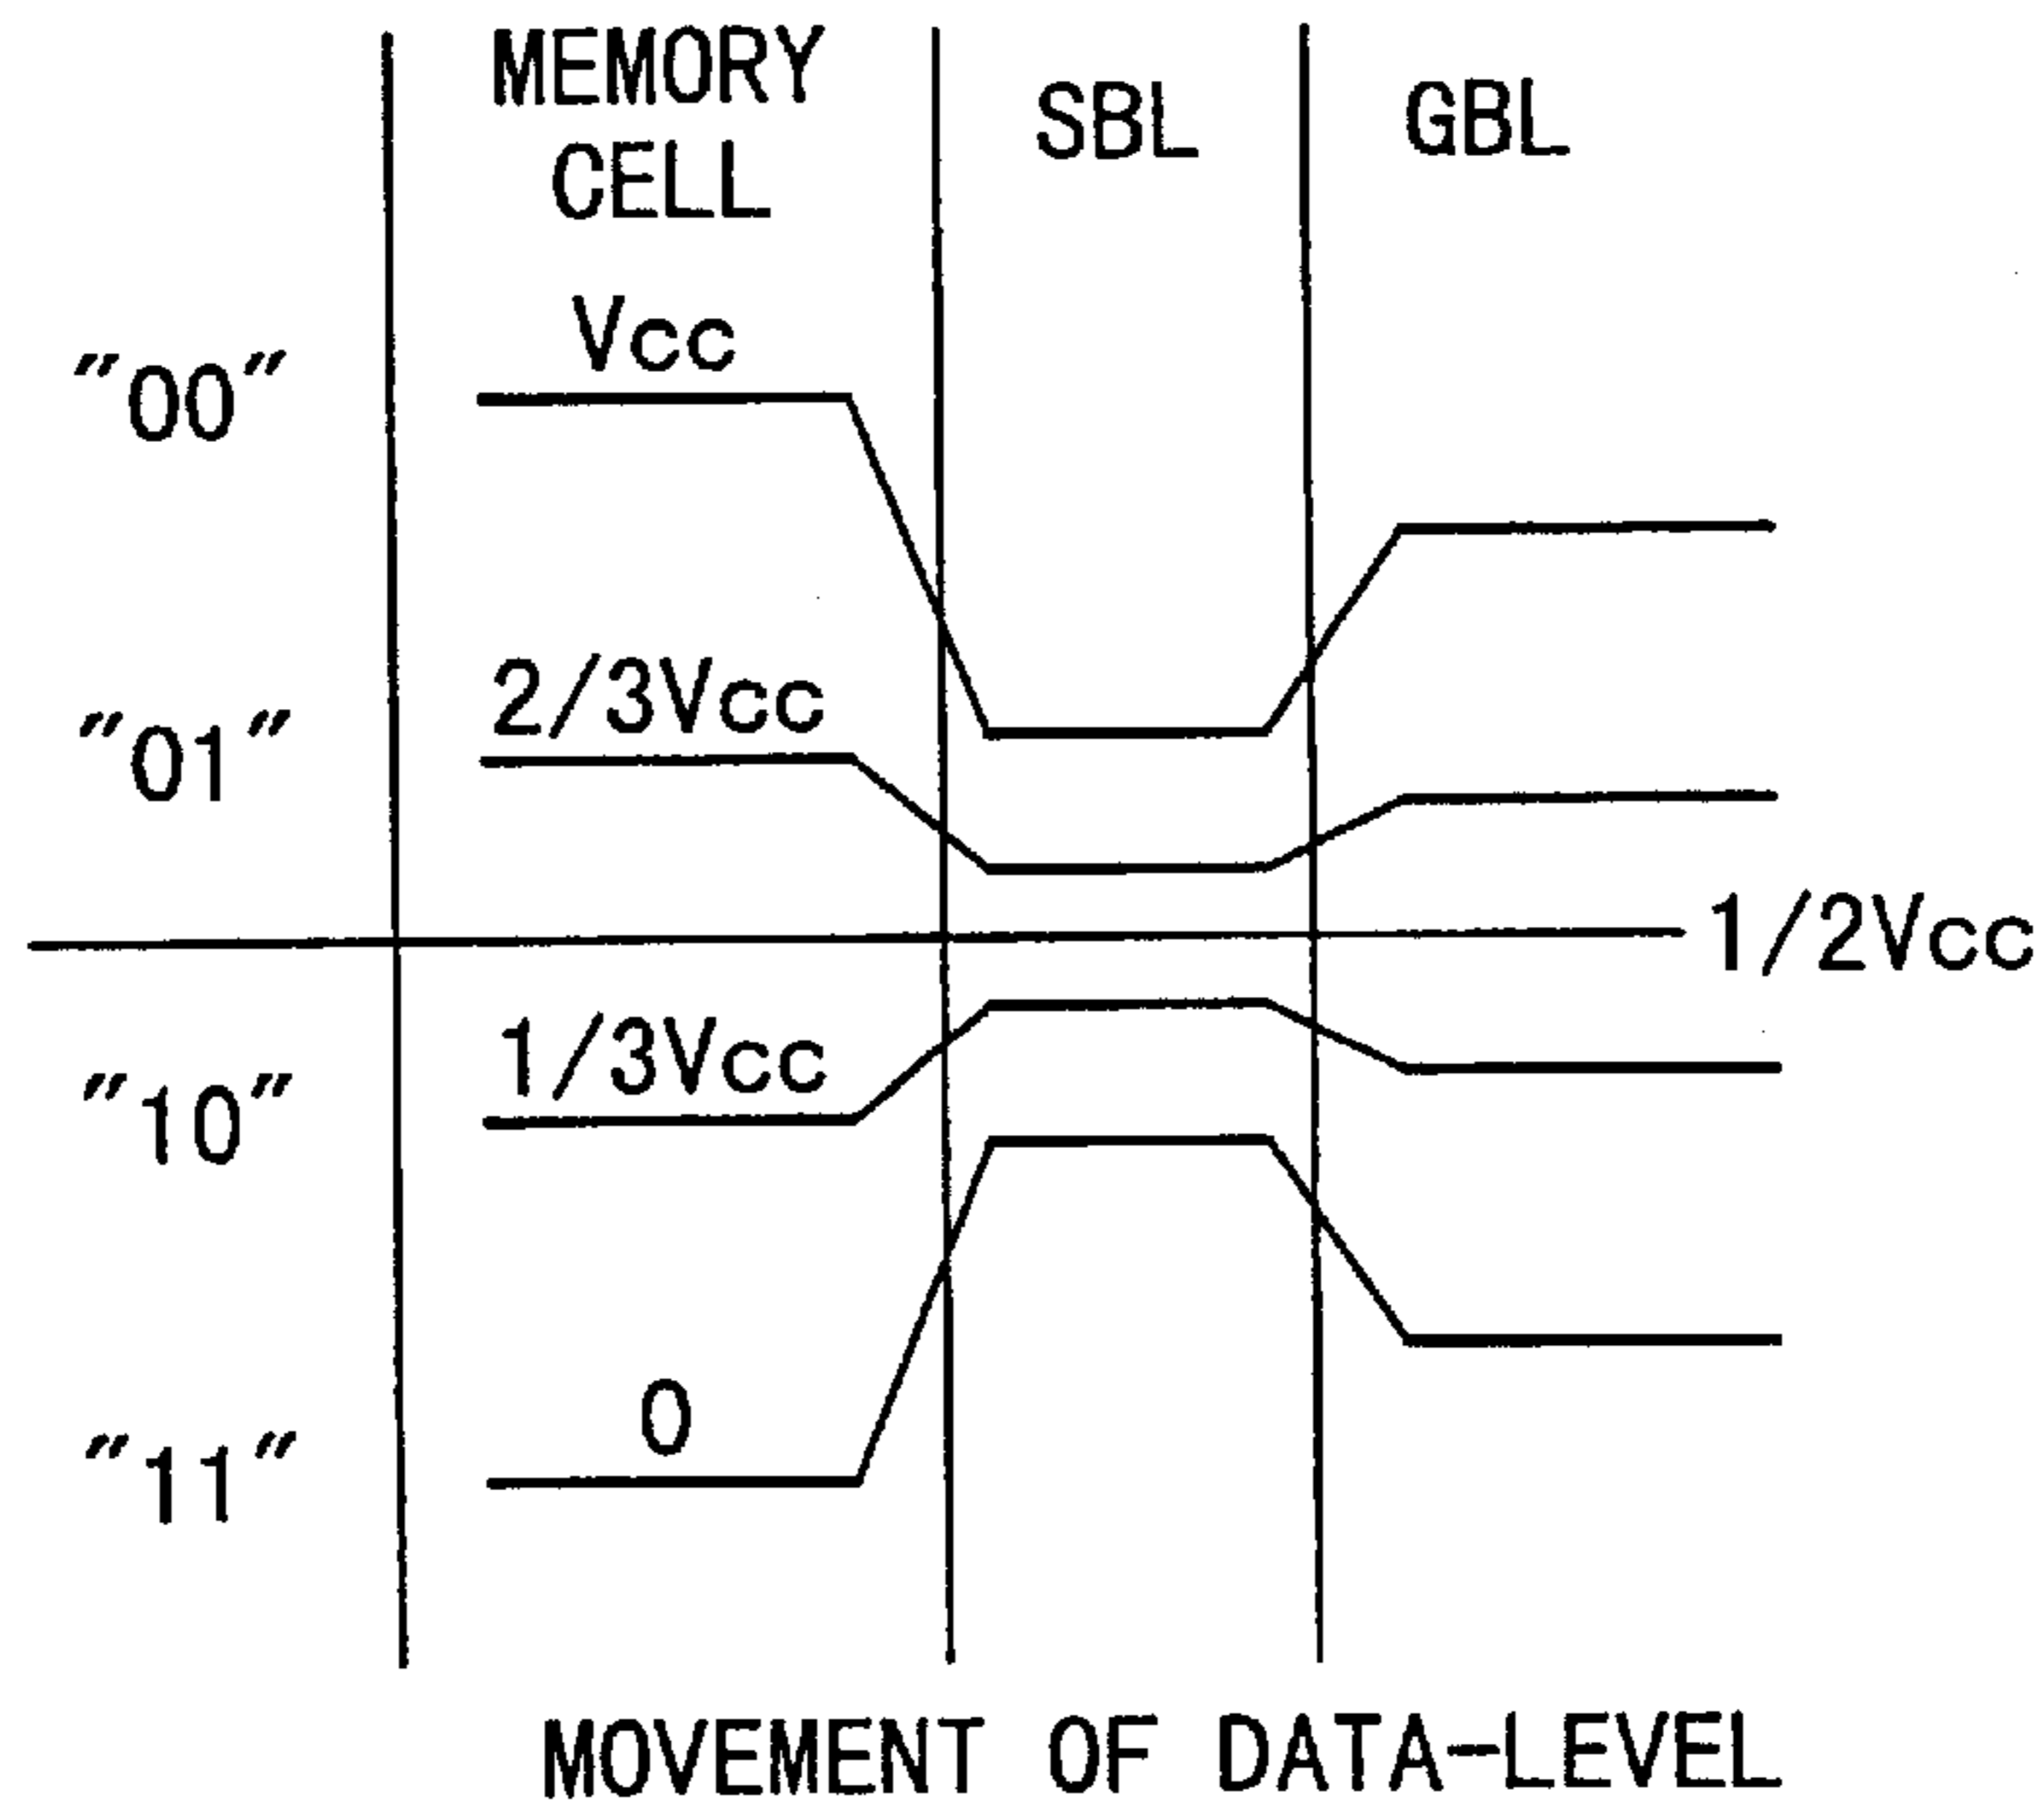 MEMORY
CELL
SBL
GBL
"00"
Vcc
"01"
2/3Vcc
1/2Vcc
"10"
1/3Vcc
"11"
0
MOVEMENT OF DATA-LEVEL